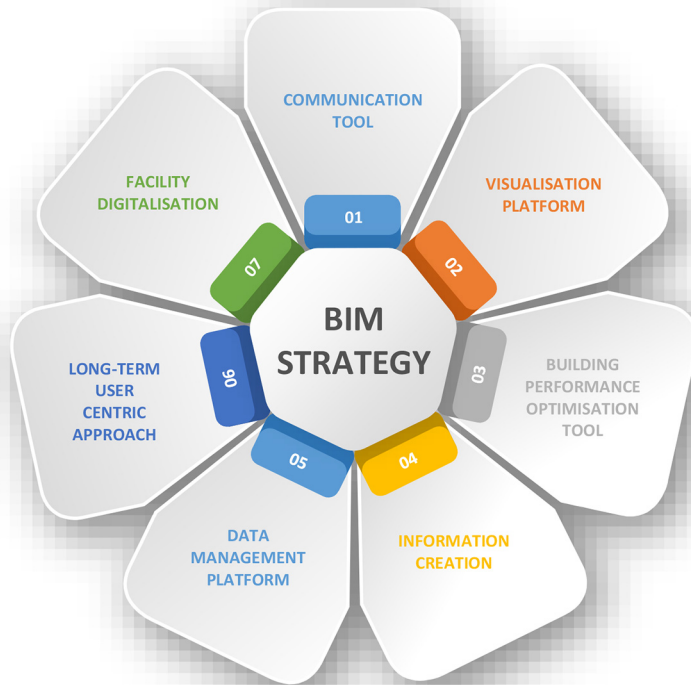 COMMUNICATION
TOOL
01
VISUALISATION
PLATFORM
02
BUILDING
PERFORMANCE
OPTIMISATION
TOOL
03
INFORMATION
CREATION
04
DATA
MANAGEMENT
PLATFORM
05
LONG-TERM
USER
CENTRIC
APPROACH
06
FACILITY
DIGITALISATION
07
BIM
STRATEGY